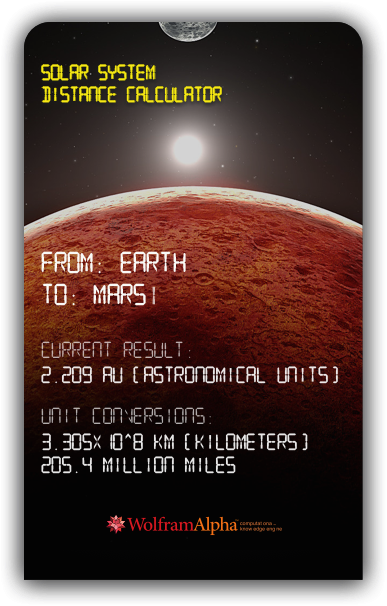 SOLAR SYSTEM
DISTANCE CALCULATOR
FROM: EARTH
TO: MARS|
CURRENT RESULT:
2.209 AU (ASTRONOMICAL UNITS)
UNIT CONVERSIONS:
3.305x 10^8 KM (KILOMETERS)
205.4 MILLION MILES
WolframAlpha